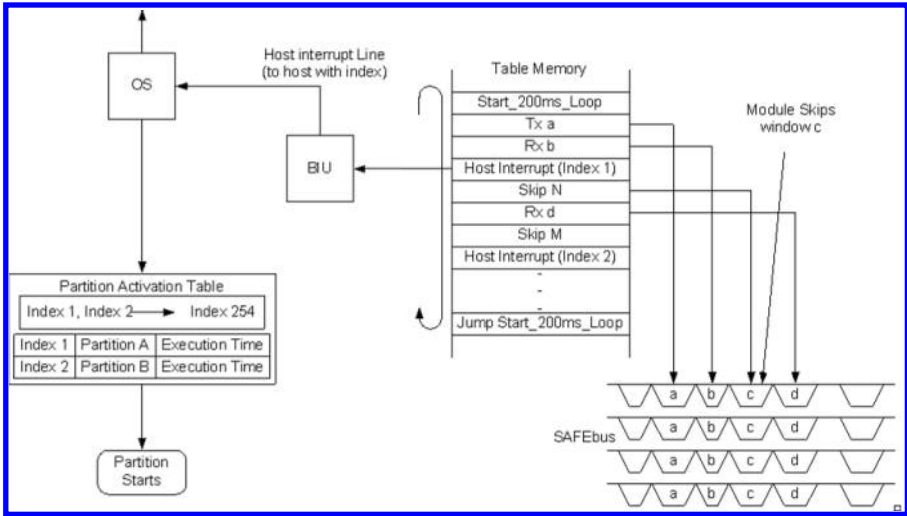 Host interrupt Line
(to host with index)
OS
BIU
Table Memory
Start_200ms_Loop
Tx a
Rx b
Host Interrupt (Index 1)
Skip N
Rx d
Skip M
Host Interrupt (Index 2)
-
-
-
Jump Start_200ms_Loop
Module Skips
window c
Partition Activation Table
Index 1, Index 2 Index 254
Index 1 Partition A Execution Time
Index 2 Partition B Execution Time
Partition
Starts
SAFEbus
a b c d
a b c d
a b c d
a b c d